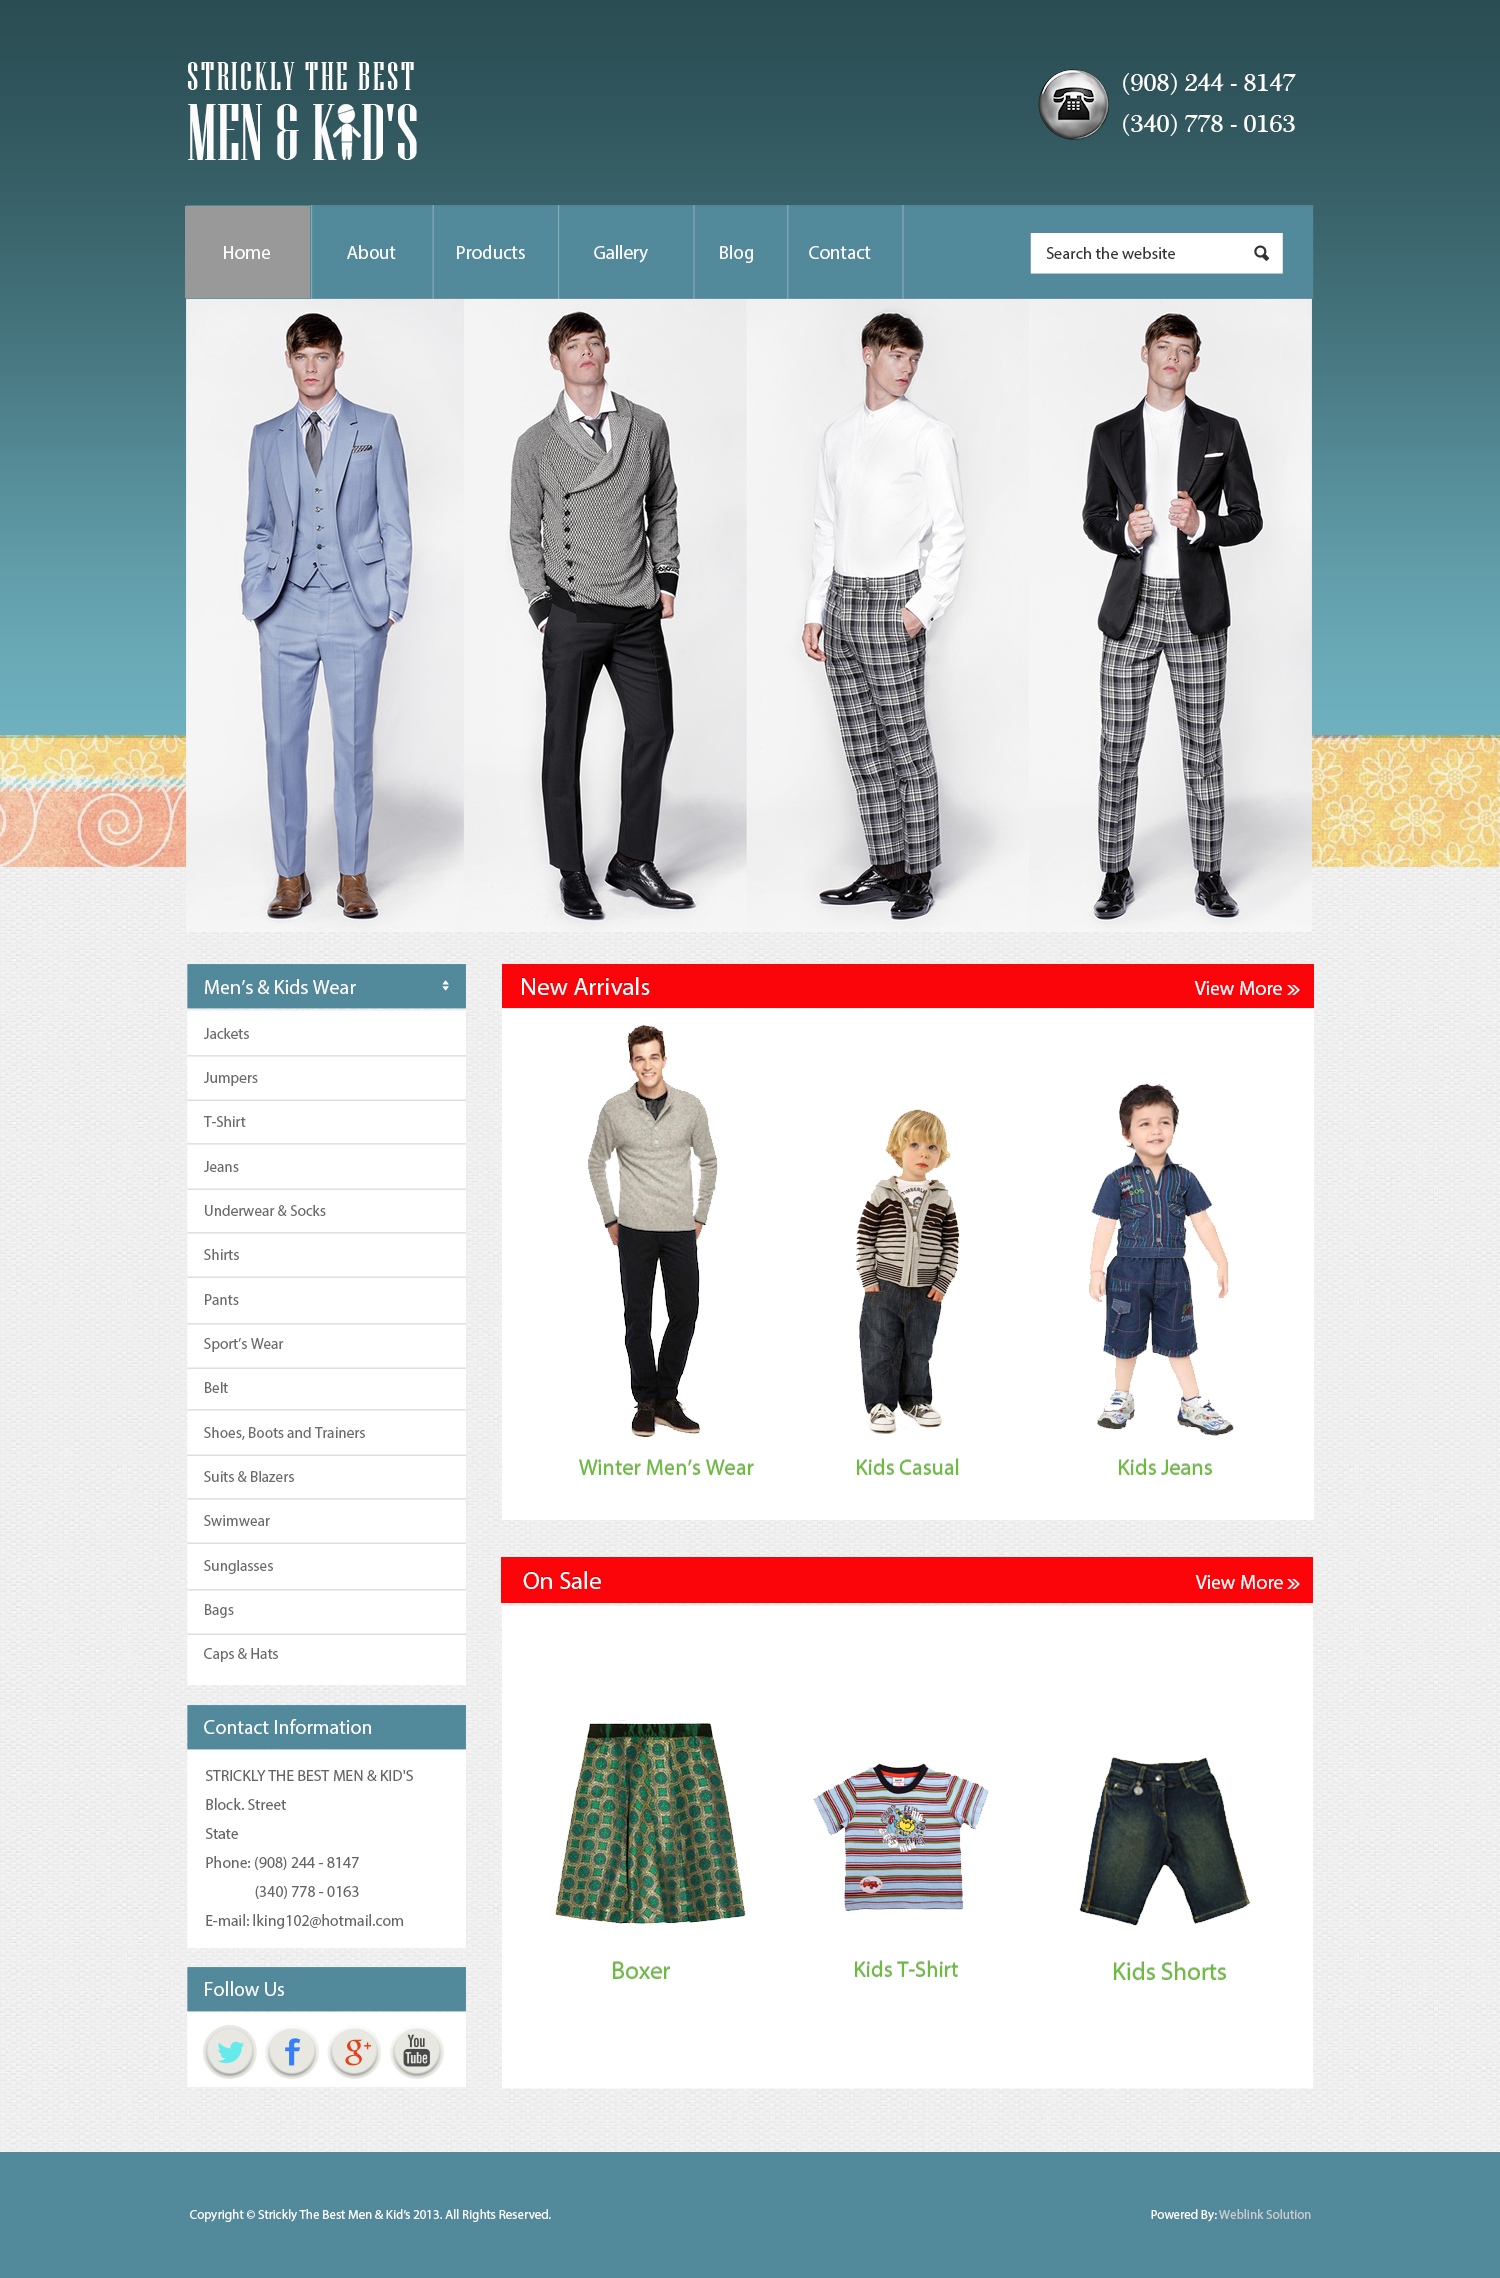 STRICKLY THE BEST
MEN & KID'S
(908) 244 - 8147
(340) 778 - 0163
Home
About
Products
Gallery
Blog
Contact
Search the website
Men's & Kids Wear
Jackets
Jumpers
T-Shirt
Jeans
Underwear & Socks
Shirts
Pants
Sport's Wear
Belt
Shoes, Boots and Trainers
Suits & Blazers
Swimwear
Sunglasses
Bags
Caps & Hats
Contact Information
STRICKLY THE BEST MEN & KID'S
Block. Street
State
Phone: (908) 244 - 8147
(340) 778 - 0163
E-mail: lking102@hotmail.com
Follow Us
f
g+
You
Tube
New Arrivals
View More »
Winter Men's Wear
Kids Casual
Kids Jeans
On Sale
View More »
Boxer
Kids T-Shirt
Kids Shorts
Copyright © Strickly The Best Men & Kid's 2013. All Rights Reserved.
Powered By: Weblink Solution